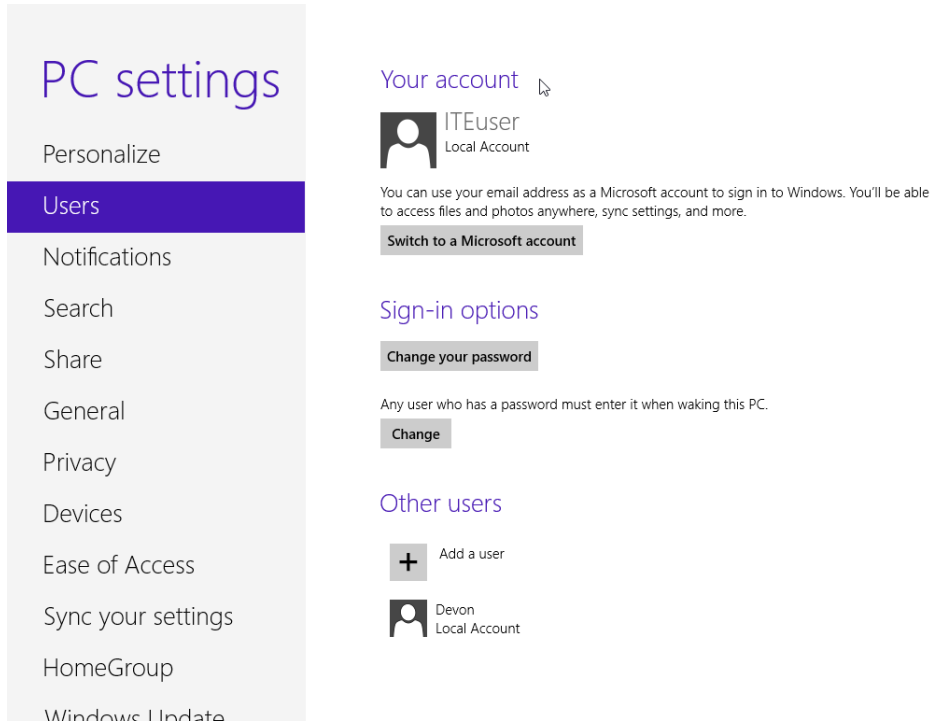 PC settings
Personalize
Users
Notifications
Search
Share
General
Privacy
Devices
Ease of Access
Sync your settings
HomeGroup
Windows Update
Your account
ITEuser
Local Account
You can use your email address as a Microsoft account to sign in to Windows. You'll be able
to access files and photos anywhere, sync settings, and more.
Switch to a Microsoft account
Sign-in options
Change your password
Any user who has a password must enter it when waking this PC.
Change
Other users
Add a user
Devon
Local Account